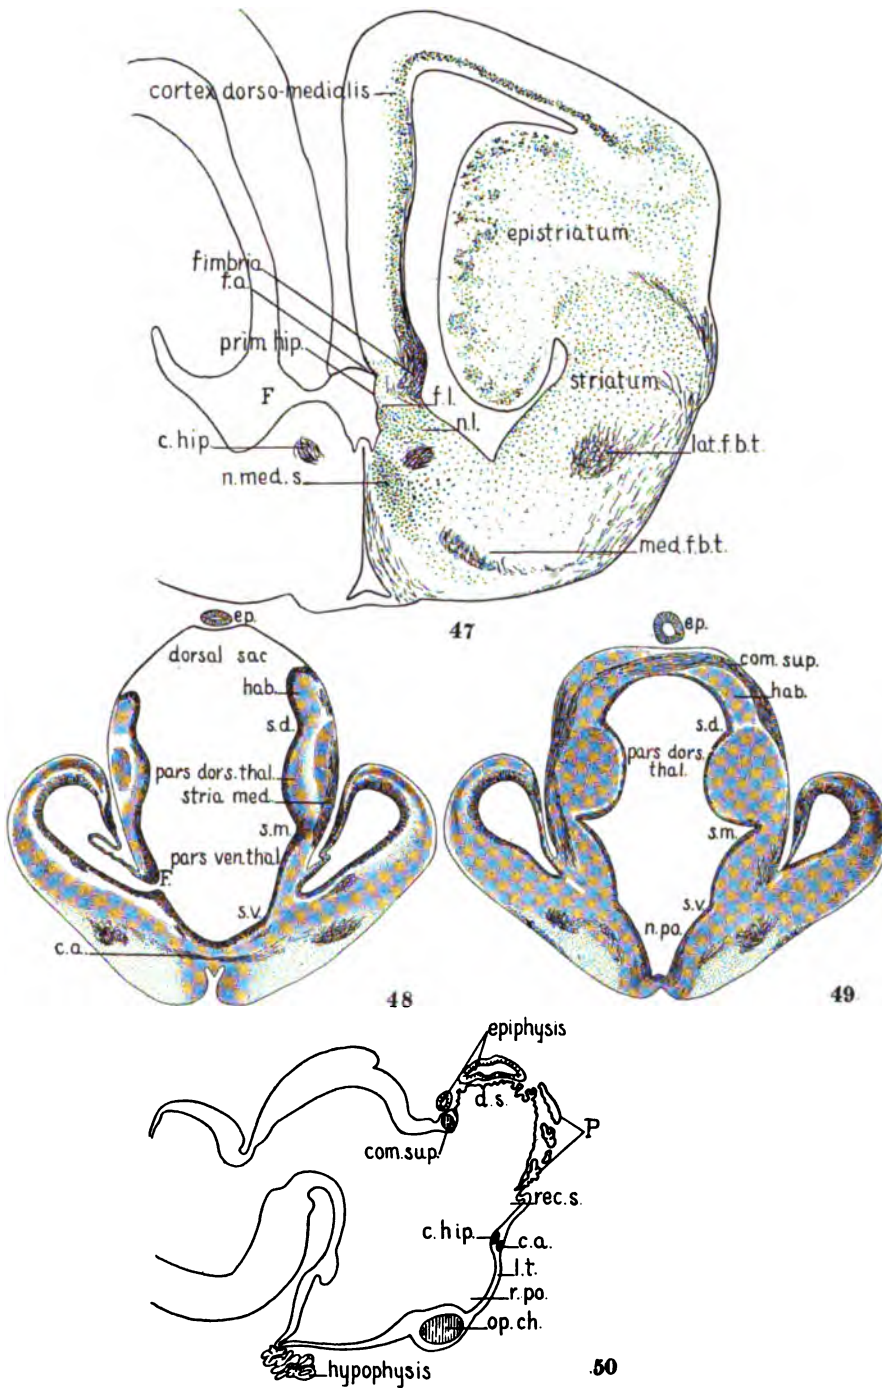 cortex dorso-medialis
epistriatum
fimbria
f.a.
prim. hip.
striatum
f.l.
F
n.l.
c. hip.
lat.f.b.t.
n.med. s.
med.f.b.t.
47
ep.
dorsal sac
hab.
s.d.
pars dors.thal.
stria med.
s.m.
pars ven.thal.
F.
s.v.
c.a.
48
ep.
com.sup.
hab.
s.d.
pars dors.
thal.
s.m.
s.v.
n.po.
49
epiphysis
d.s.
P
com.sup.
rec.s.
c.hip.
c.a.
l.t.
r.po.
op.ch.
hypophysis
.50